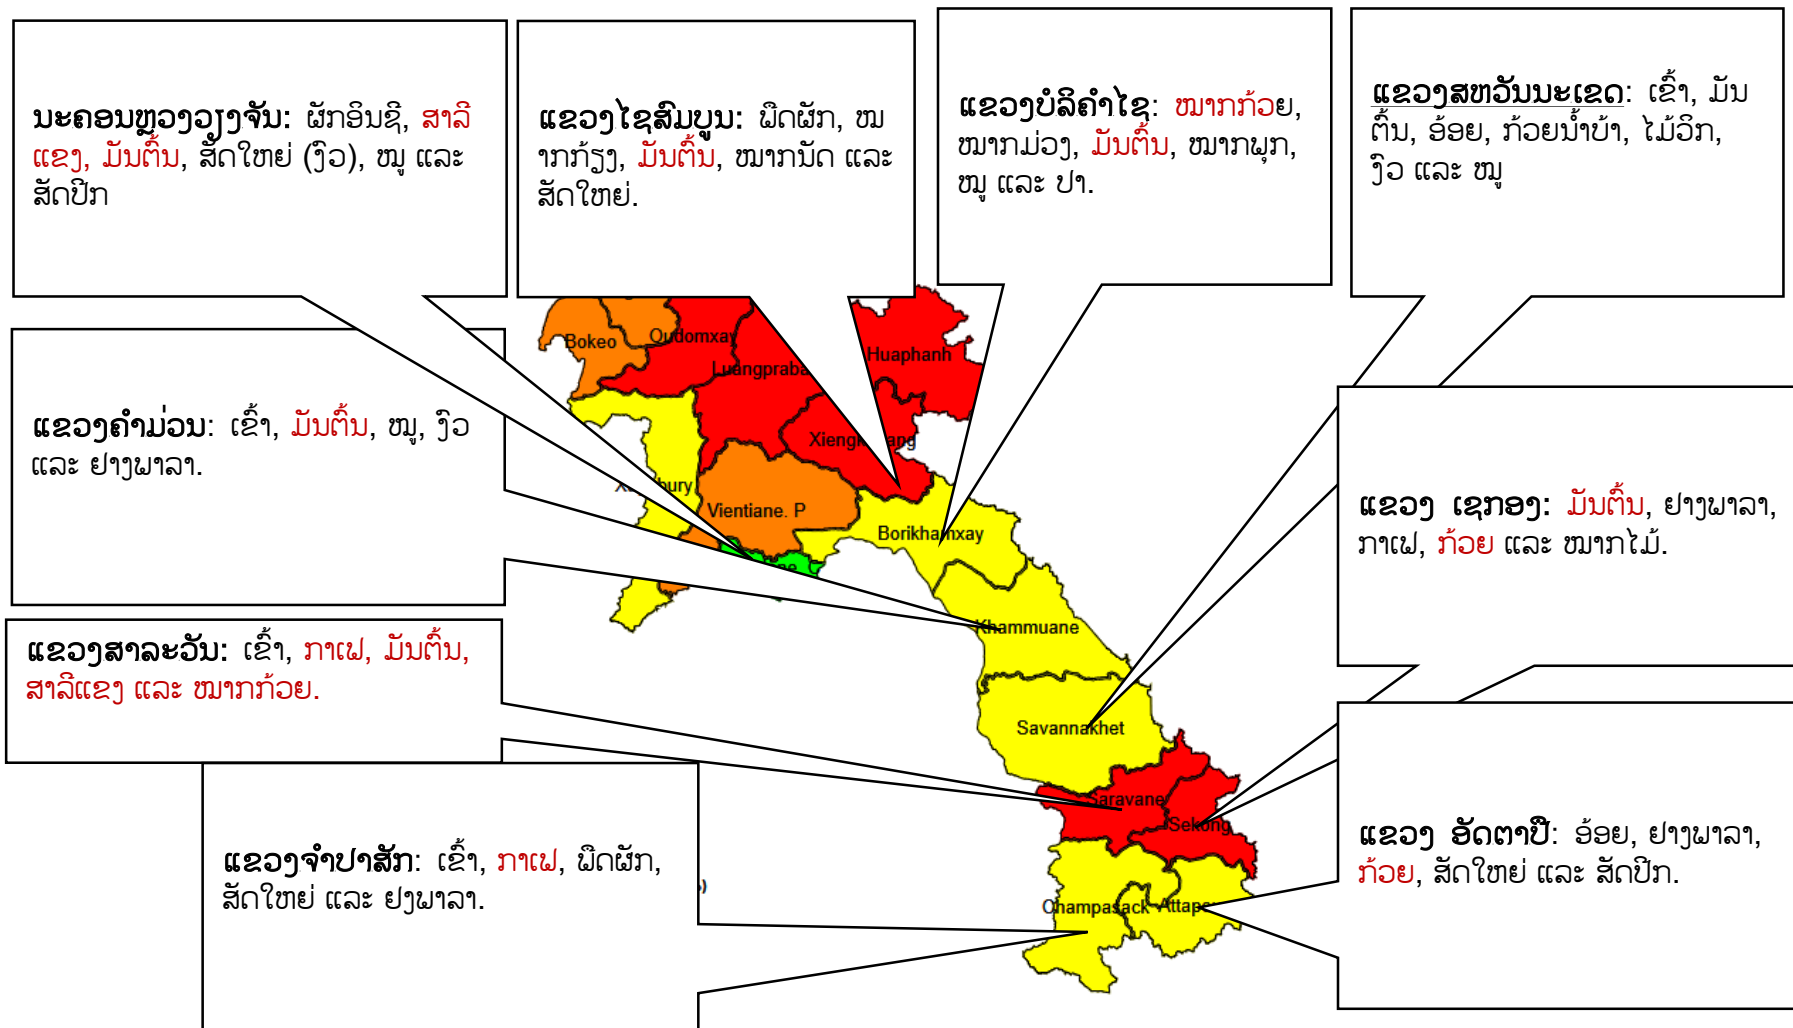 ນະຄອນຫຼວງວຽງຈັນ: ຜັກອິນຊີ, ສາລີ
ແຂງ, ມັນຕົ້ນ, ສັດໃຫຍ່ (ງົວ), ໝູ ແລະ
ສັດປີກ
ແຂວງໄຊສົມບູນ: ພືດຜັກ, ໝ
າກກ້ຽງ, ມັນຕົ້ນ, ໝາກນັດ ແລະ
ສັດໃຫຍ່.
ແຂວງບໍລິຄໍາໄຊ: ໝາກກ້ວຍ,
ໝາກມ່ວງ, ມັນຕົ້ນ, ໝາກພຸກ,
ໝູ ແລະ ປາ.
ແຂວງສຫວັນນະເຂດ: ເຂົ້າ, ມັນ
ຕົ້ນ, ອ້ອຍ, ກ້ວຍນໍ້າບ້າ, ໄມ້ວິກ,
ງົວ ແລະ ໝູ
ແຂວງຄໍາມ່ວນ: ເຂົ້າ, ມັນຕົ້ນ, ໝູ, ງົວ
ແລະ ຢາງພາລາ.
ແຂວງ ເຊກອງ: ມັນຕົ້ນ, ຢາງພາລາ,
ກາເຟ, ກ້ວຍ ແລະ ໝາກໄມ້.
ແຂວງສາລະວັນ: ເຂົ້າ, ກາເຟ, ມັນຕົ້ນ,
ສາລີແຂງ ແລະ ໝາກກ້ວຍ.
ແຂວງຈໍາປາສັກ: ເຂົ້າ, ກາເຟ, ພືດຜັກ,
ສັດໃຫຍ່ ແລະ ຢງພາລາ.
ແຂວງ ອັດຕາປື: ອ້ອຍ, ຢາງພາລາ,
ກ້ວຍ, ສັດໃຫຍ່ ແລະ ສັດປີກ.
Bokeo
Oudomxay
Huaphanh
Vientiane. P
Borikhamxay
Khammuane
Savannakhet
Saravane
Sekong
Champasack